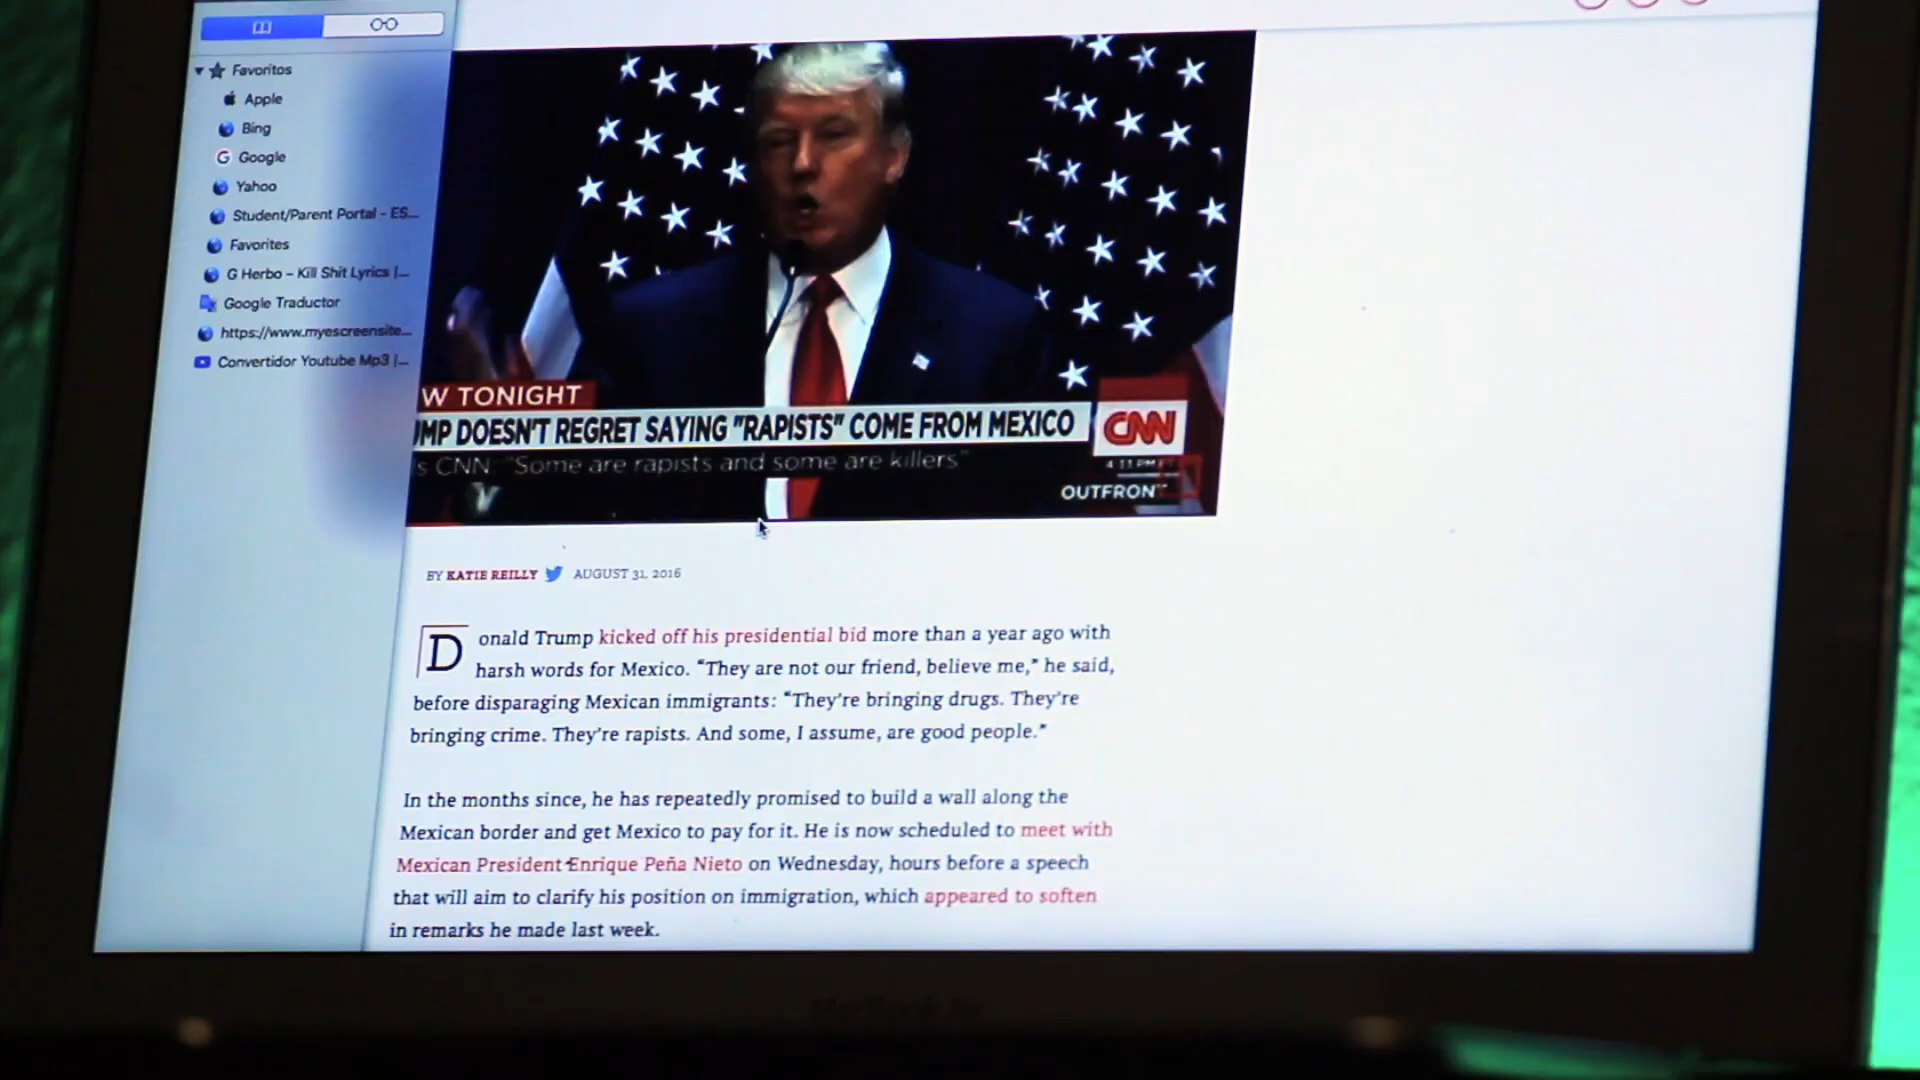 Favoritos
Apple
Bing
Google
Yahoo
Student/Parent Portal - ES...
Favorites
G Herbo – Kill Shit Lyrics |...
Google Traductor
https://www.myescreensite...
Convertidor Youtube Mp3 |...
W TONIGHT
UMP DOESN'T REGRET SAYING "RAPISTS" COME FROM MEXICO
CNN
s CNN: "Some are rapists and some are killers"
4:11 PM
OUTFRONT
BY KATIE REILLY AUGUST 31, 2016
Donald Trump kicked off his presidential bid more than a year ago with
harsh words for Mexico. “They are not our friend, believe me,” he said,
before disparaging Mexican immigrants: “They're bringing drugs. They're
bringing crime. They're rapists. And some, I assume, are good people.”
In the months since, he has repeatedly promised to build a wall along the
Mexican border and get Mexico to pay for it. He is now scheduled to meet with
Mexican President Enrique Peña Nieto on Wednesday, hours before a speech
that will aim to clarify his position on immigration, which appeared to soften
in remarks he made last week.
MacBook Air